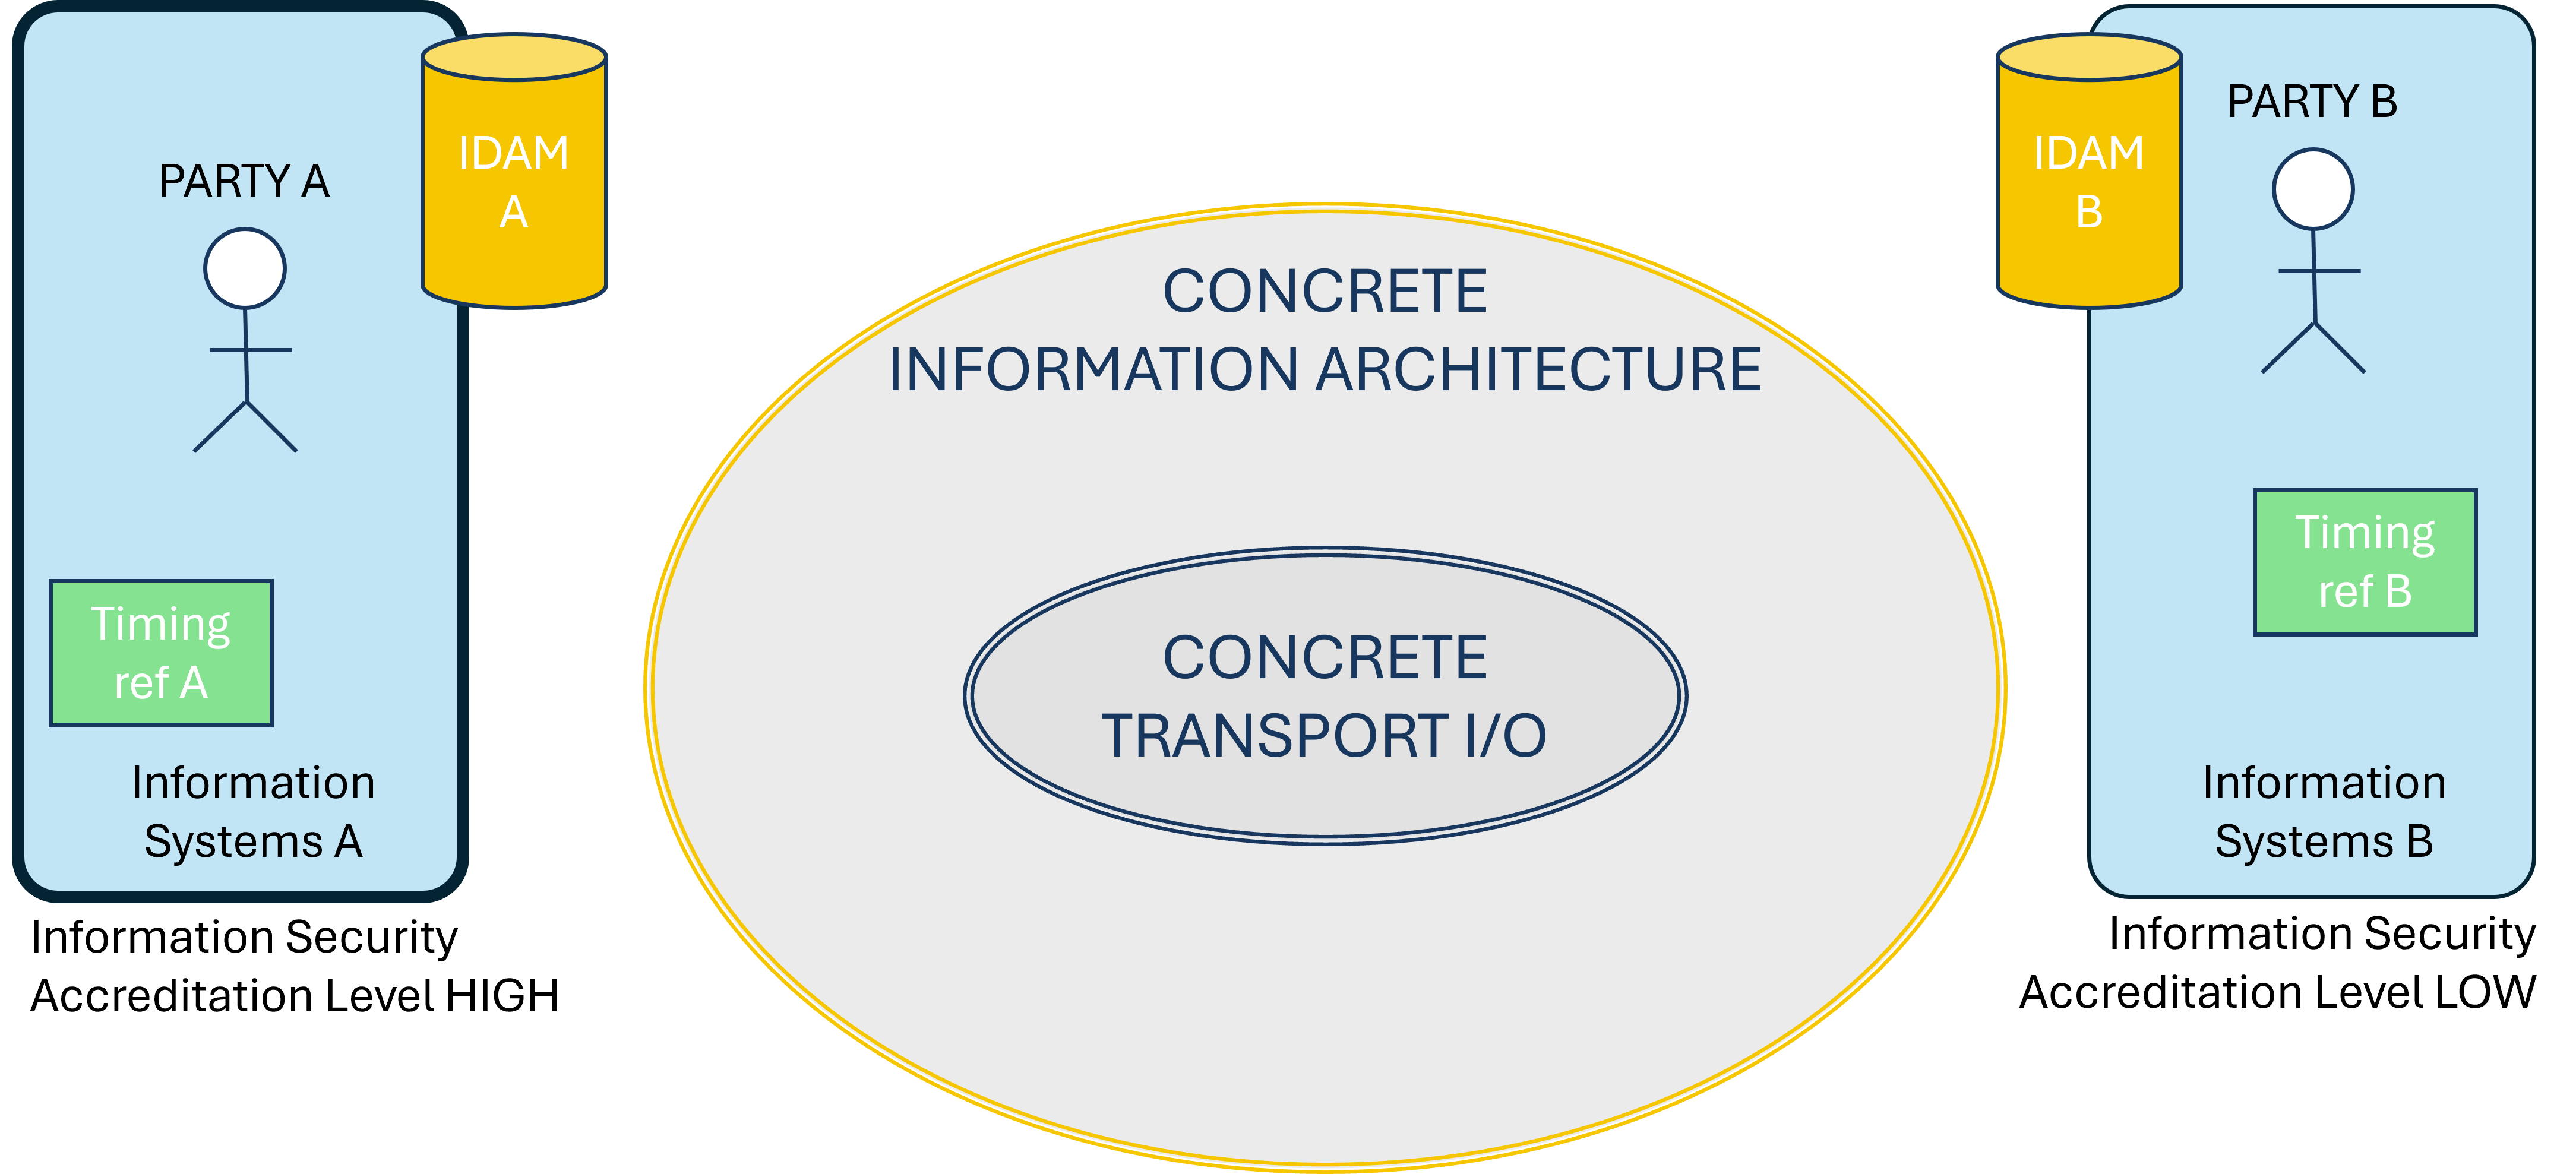 PARTY A
IDAM
A
Timing
ref A
Information
Systems A
Information Security
Accreditation Level HIGH
CONCRETE
INFORMATION ARCHITECTURE
CONCRETE
TRANSPORT I/O
IDAM
B
PARTY B
Timing
ref B
Information
Systems B
Information Security
Accreditation Level LOW